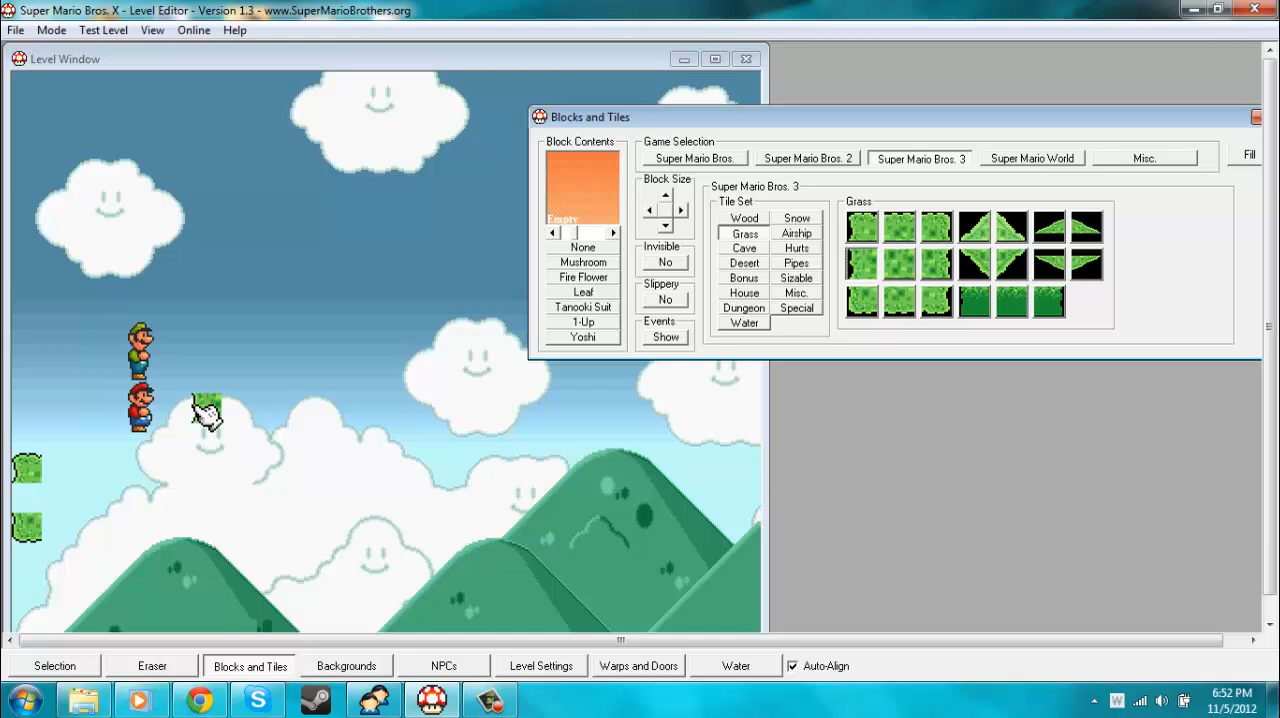 Super Mario Bros. X - Level Editor - Version 1.3 - www.SuperMarioBrothers.org
File Mode Test Level View Online Help
Level Window
Blocks and Tiles
Block Contents
Empty
None
Mushroom
Fire Flower
Leaf
Tanooki Suit
1-Up
Yoshi
Game Selection
Super Mario Bros. Super Mario Bros. 2 Super Mario Bros. 3 Super Mario World Misc.
Fill
Block Size
Invisible
No
Slippery
No
Events
Show
Super Mario Bros. 3
Tile Set
Wood Snow
Grass Airship
Cave Hurts
Desert Pipes
Bonus Sizable
House Misc.
Dungeon Special
Water
Grass
Selection Eraser Blocks and Tiles Backgrounds NPCs Level Settings Warps and Doors Water Auto-Align
W
6:52 PM
11/5/2012